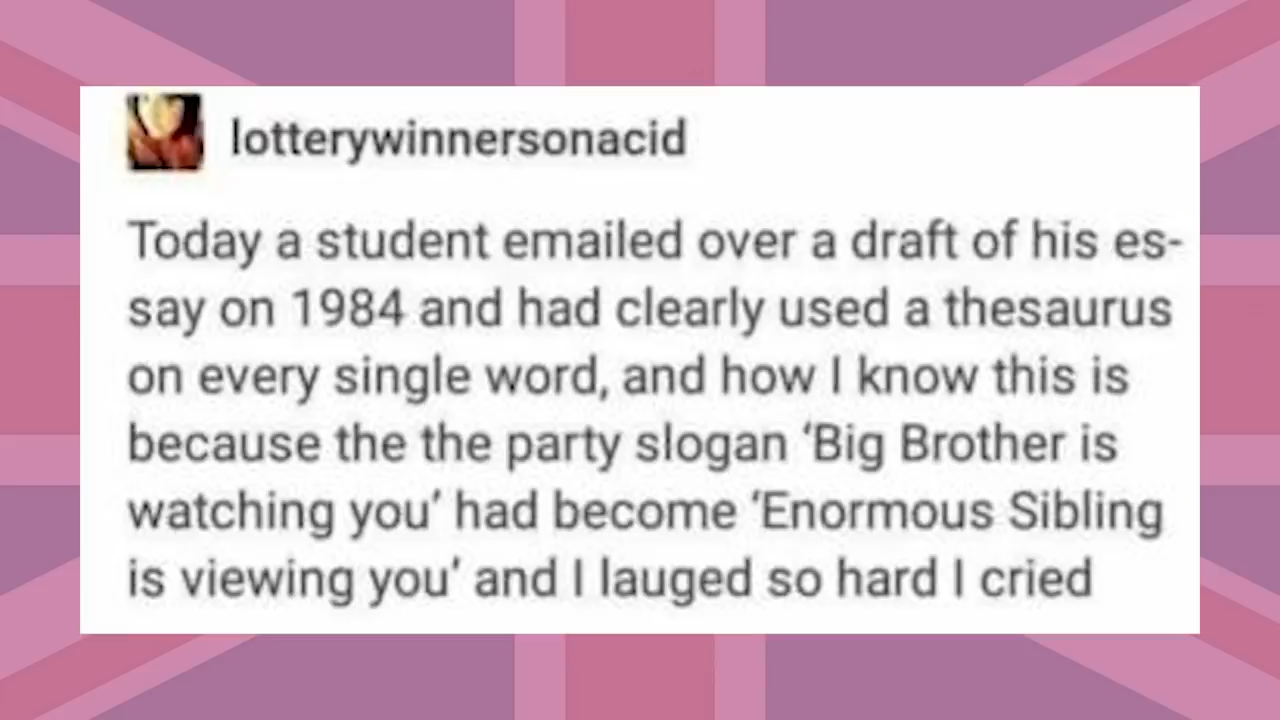 lotterywinnersonacid
Today a student emailed over a draft of his es-
say on 1984 and had clearly used a thesaurus
on every single word, and how I know this is
because the the party slogan ‘Big Brother is
watching you’ had become ‘Enormous Sibling
is viewing you’ and I lauged so hard I cried